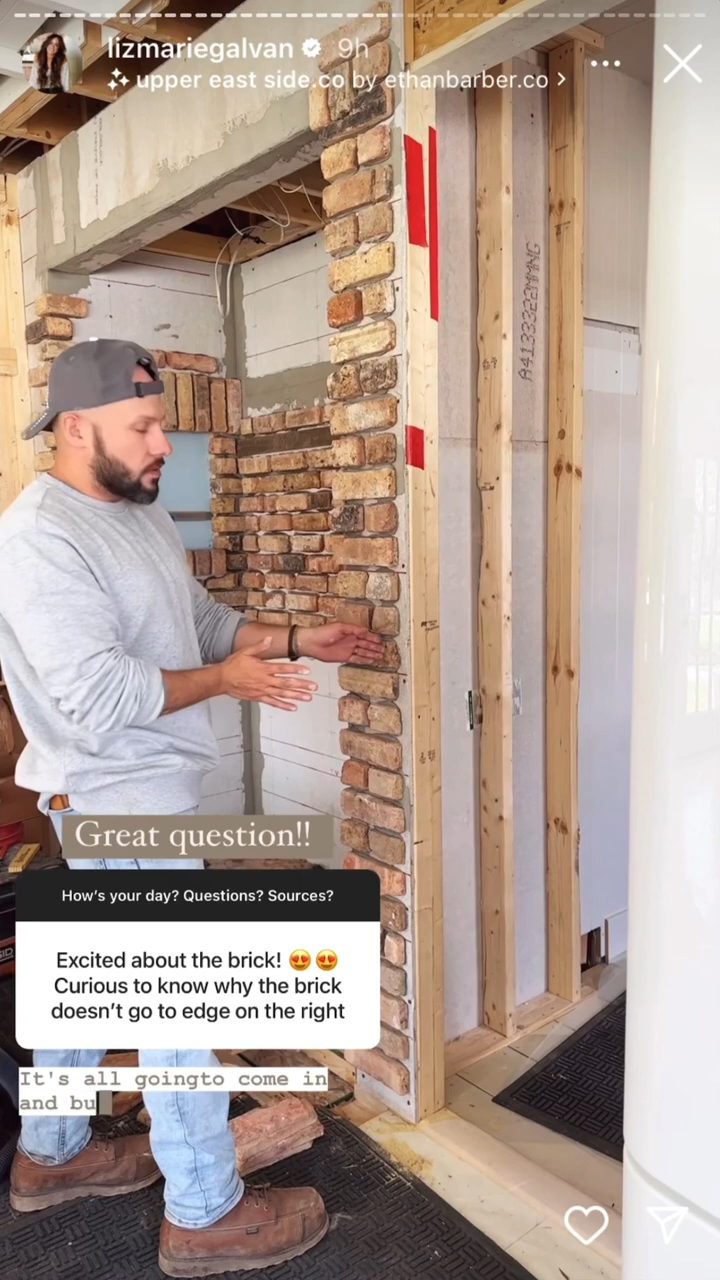 lizmariegalvan 9h
upper east side.co by ethanbarber.co >
A41333322MMNG
Great question!!
How's your day? Questions? Sources?
Excited about the brick! 😍😍
Curious to know why the brick
doesn't go to edge on the right
It's all goingto come in
and bu